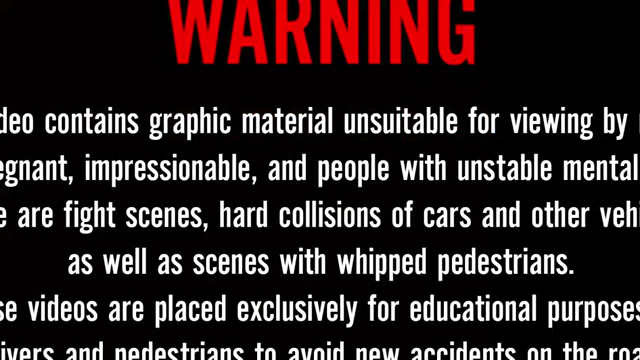 WARNING
deo contains graphic material unsuitable for viewing by
egnant, impressionable, and people with unstable mental
e are fight scenes, hard collisions of cars and other vehi
as well as scenes with whipped pedestrians.
se videos are placed exclusively for educational purposes
ivers and pedestrians to avoid new accidents on the roa